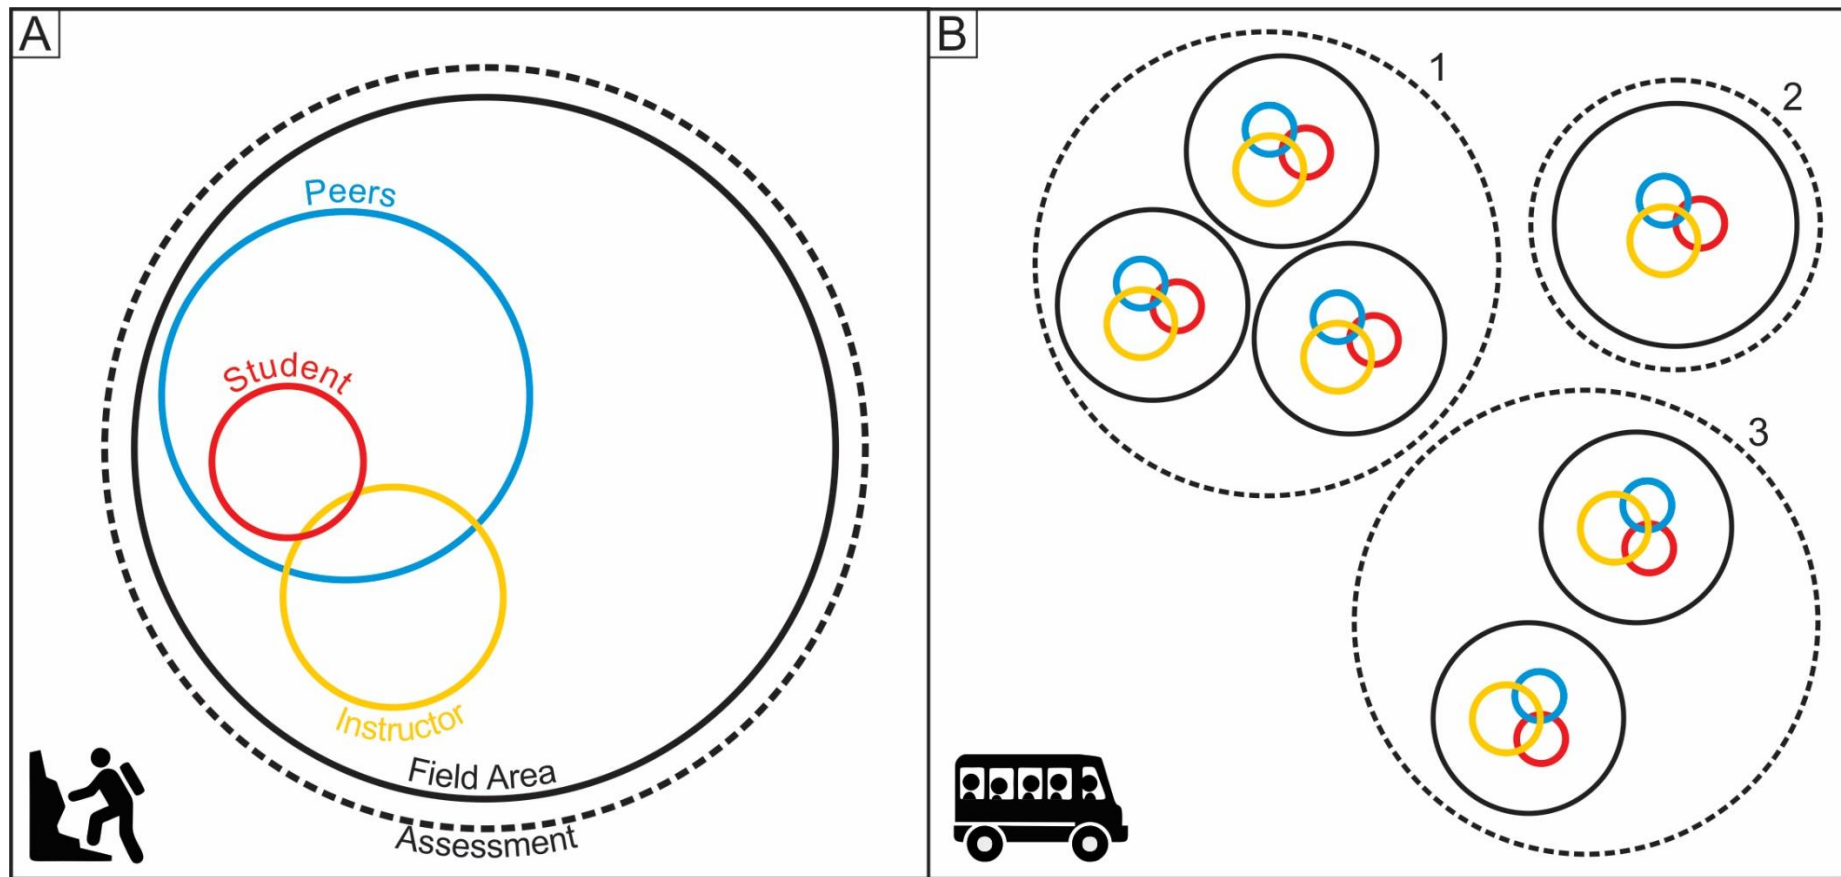 A
Peers
Student
Instructor
Field Area
Assessment
B
1
2
3